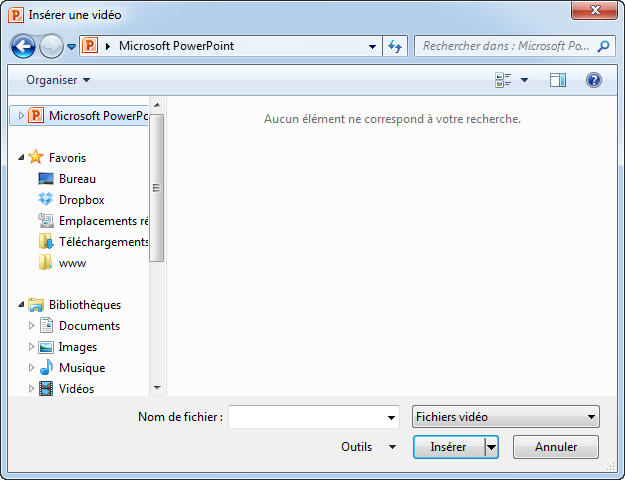 Insérer une vidéo
Microsoft PowerPoint
Rechercher dans : Microsoft Po...
Organiser
Microsoft PowerPo
Aucun élément ne correspond à votre recherche.
Favoris
Bureau
Dropbox
Emplacements ré
Téléchargements
www
Bibliothèques
Documents
Images
Musique
Vidéos
Nom de fichier :
Fichiers vidéo
Outils
Insérer
Annuler